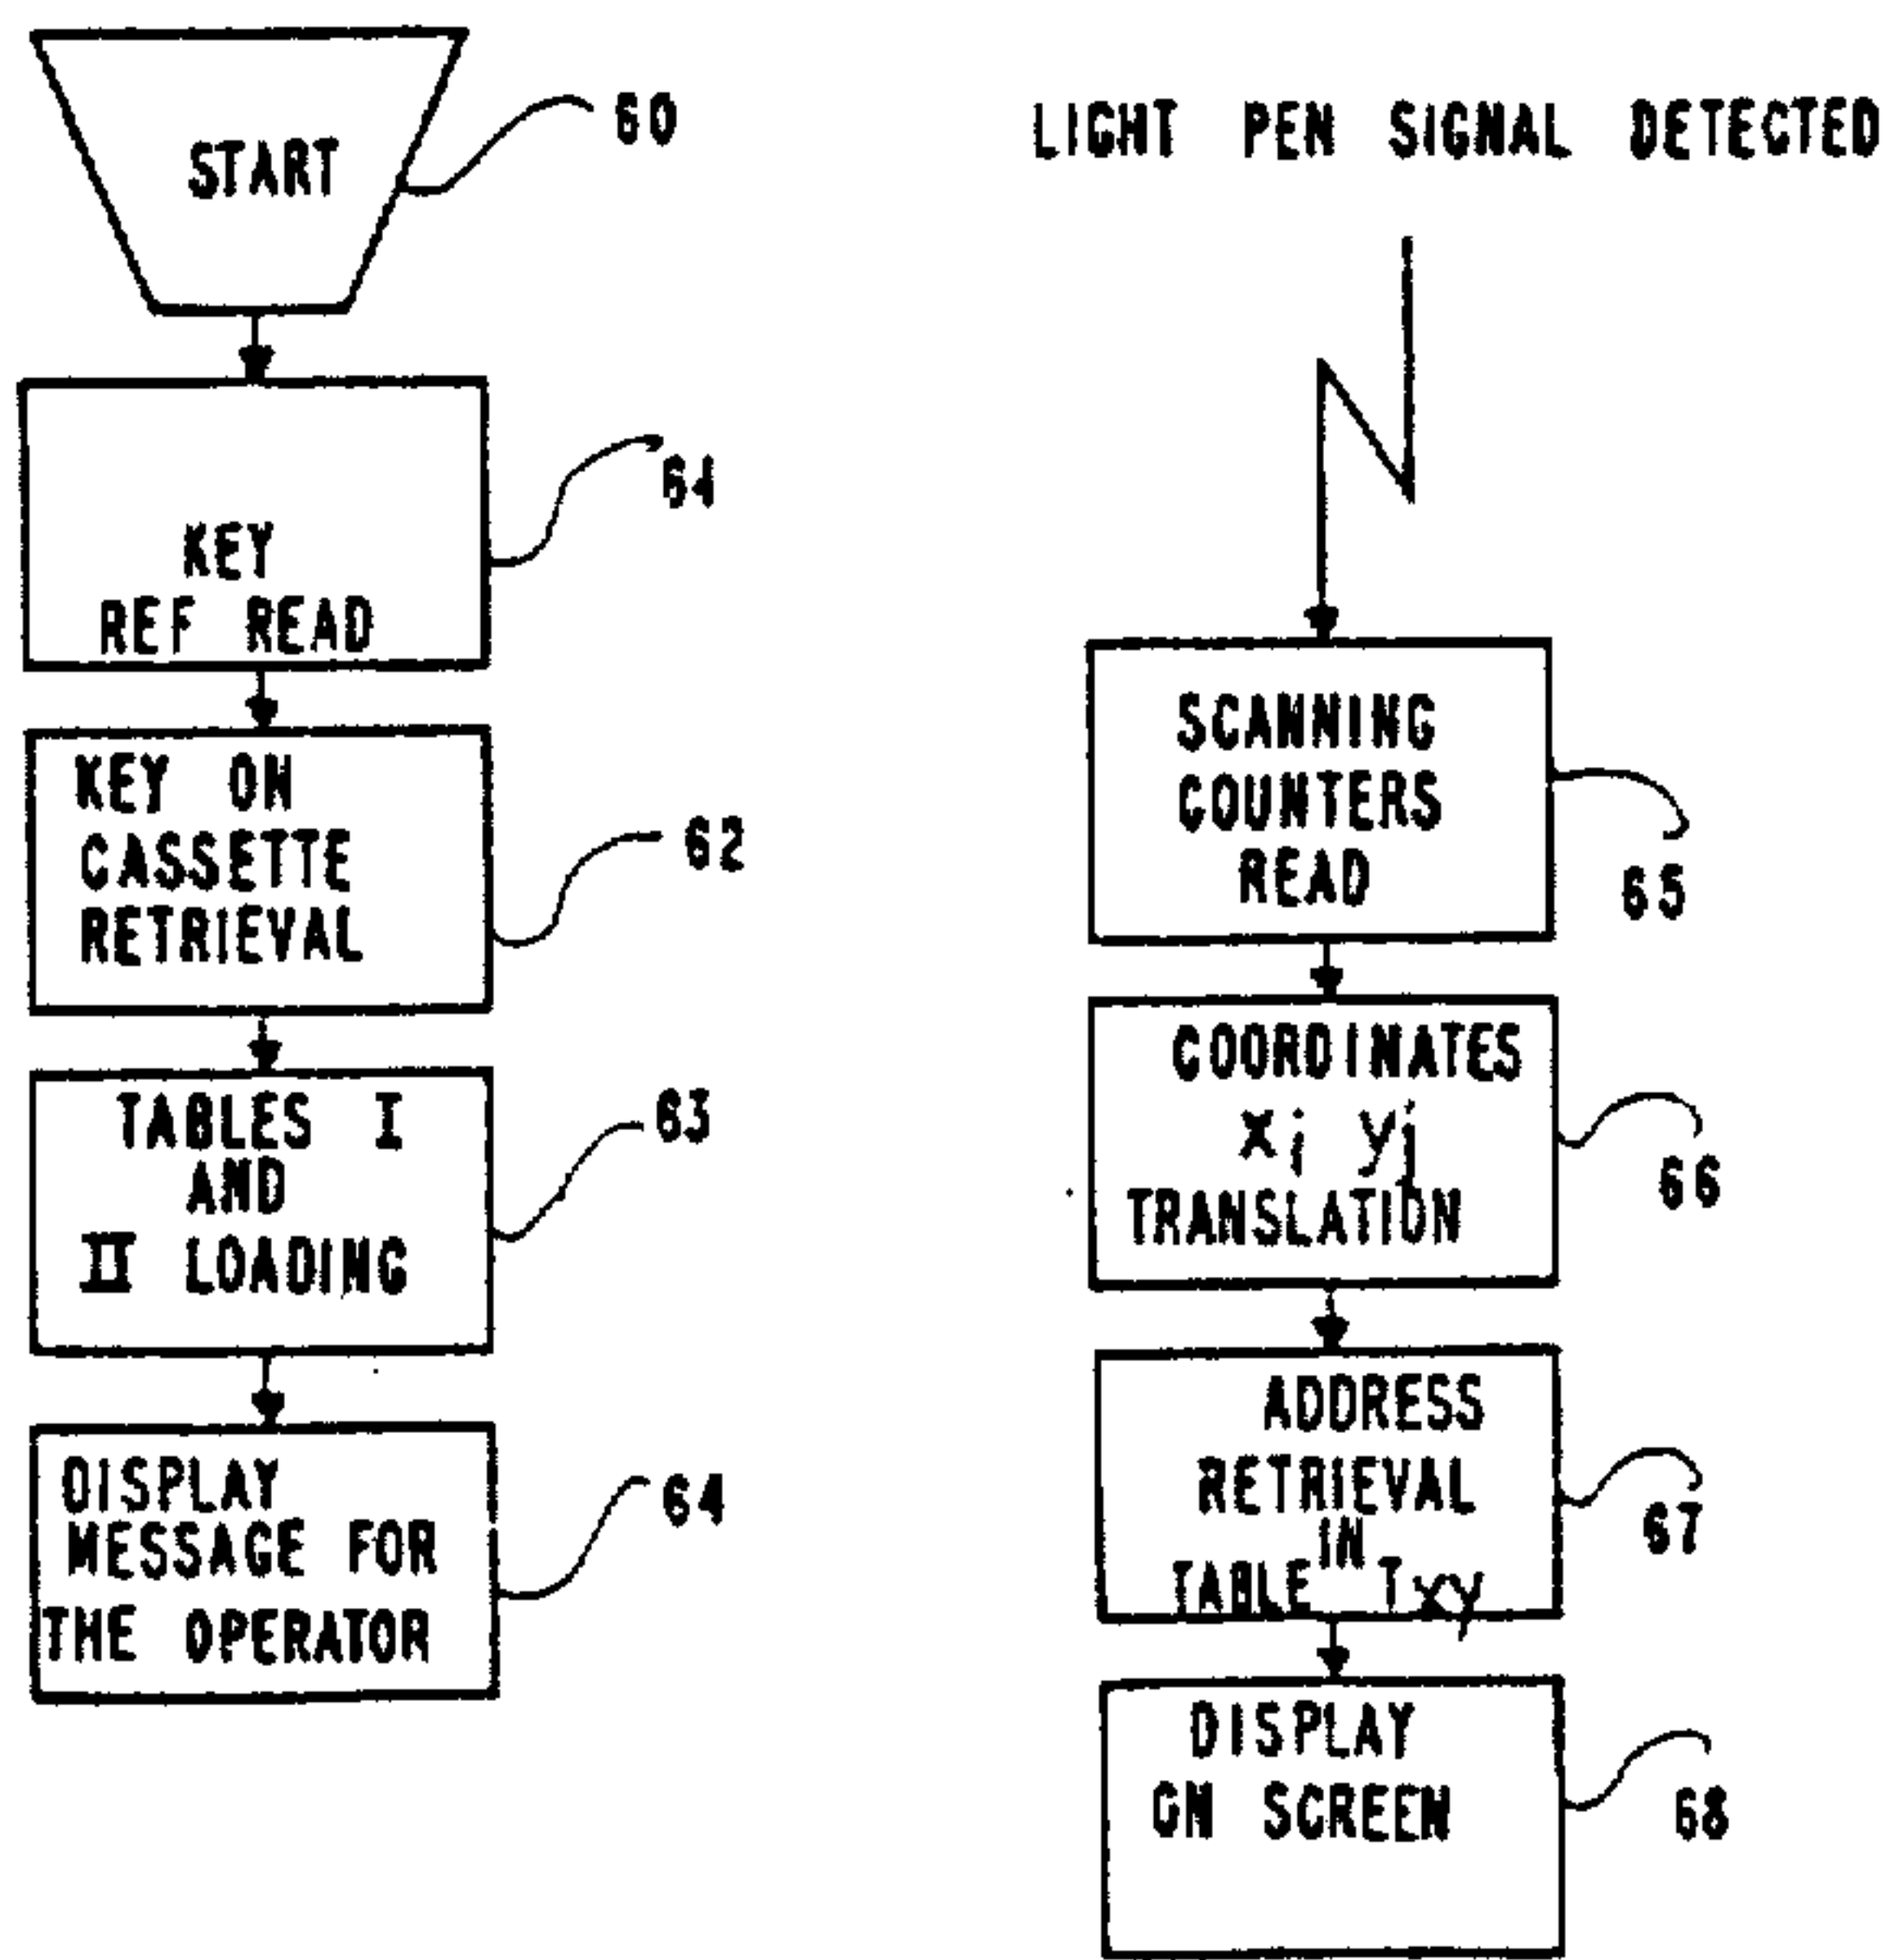 START
60
KEY
REF READ
64
KEY ON
CASSETTE
RETRIEVAL
62
TABLES I
AND
II LOADING
63
DISPLAY
MESSAGE FOR
THE OPERATOR
64
LIGHT PEN SIGNAL DETECTED
SCANNING
COUNTERS
READ
65
COORDINATES
xi yj
TRANSLATION
66
ADDRESS
RETRIEVAL
IN
TABLE Txy
67
DISPLAY
ON SCREEN
68